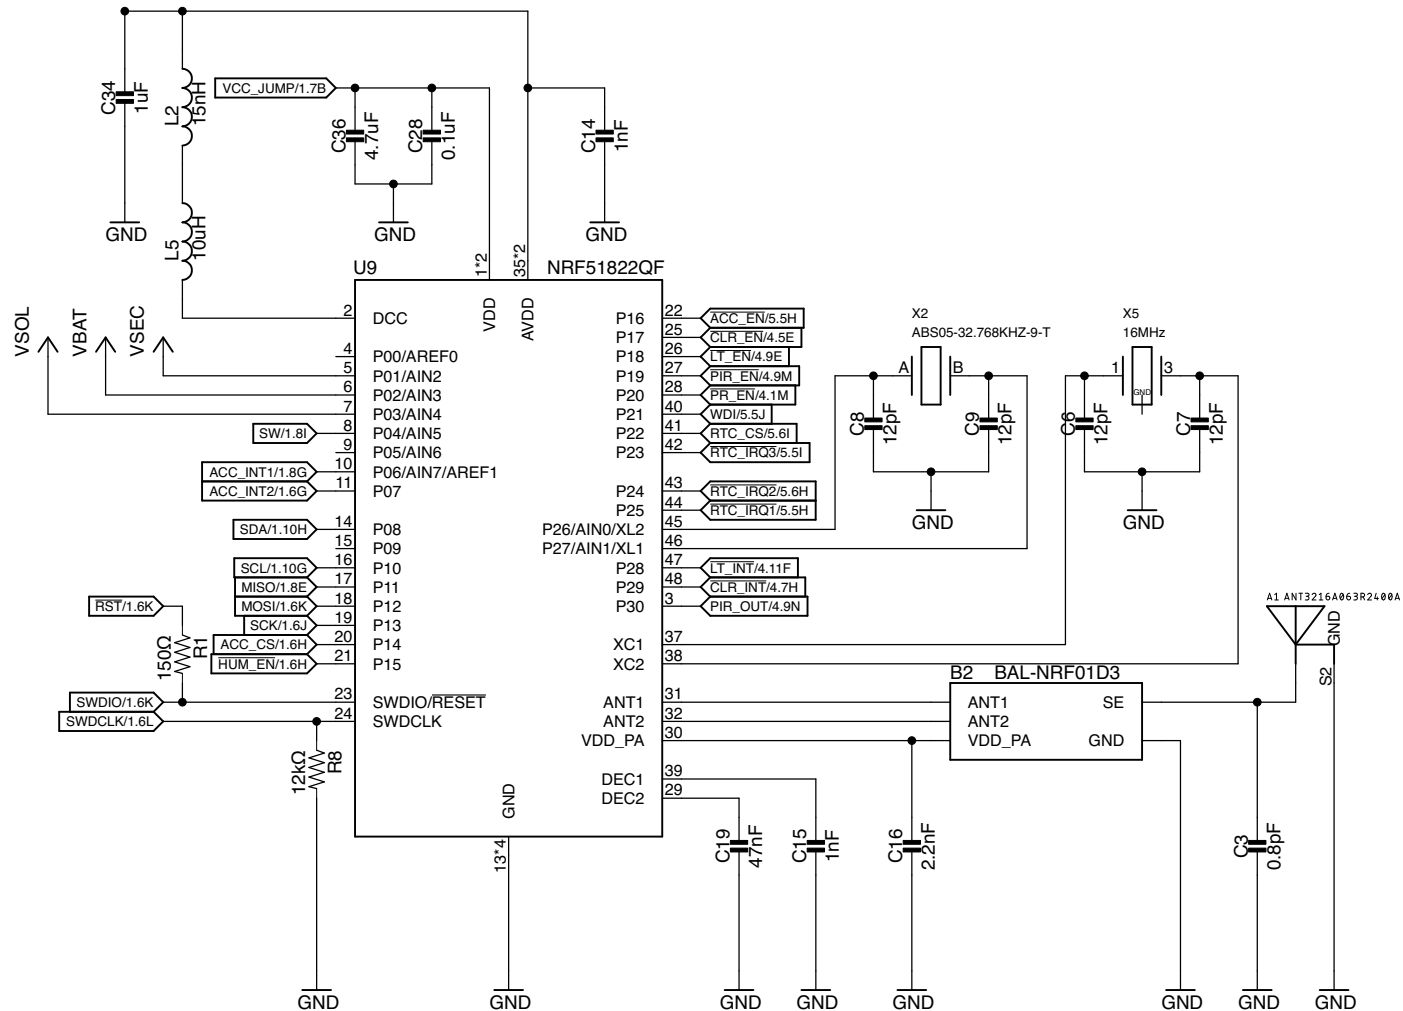 C34
1uF
L2
15nH
VCC_JUMP/1.7B
C36
4.7uF
C28
0.1uF
C14
1nF
GND
GND
GND
L5
10uH
1*2
35*2
U9
NRF51822QF
VSOL
VBAT
VSEC
VDD
AVDD
2
DCC
4
P00/AREF0
5
P01/AIN2
6
P02/AIN3
7
P03/AIN4
SW/1.8I
8
P04/AIN5
9
P05/AIN6
ACC_INT1/1.8G
10
P06/AIN7/AREF1
ACC_INT2/1.6G
11
P07
SDA/1.10H
14
P08
15
P09
SCL/1.10G
16
P10
MISO/1.8E
17
P11
MOSI/1.6K
18
P12
SCK/1.6J
19
P13
ACC_CS/1.6H
20
P14
HUM_EN/1.6H
21
P15
RST/1.6K
150Ω
R1
SWDIO/1.6K
23
SWDIO/RESET
SWDCLK/1.6L
24
SWDCLK
12kΩ
R8
GND
13*4
P16
22
ACC_EN/5.5H
P17
25
CLR_EN/4.5E
P18
26
LT_EN/4.9E
P19
27
PIR_EN/4.9M
P20
28
PR_EN/4.1M
P21
40
WDI/5.5J
P22
41
RTC_CS/5.6I
P23
42
RTC_IRQ3/5.5I
P24
43
RTC_IRQ2/5.6H
P25
44
RTC_IRQ1/5.5H
P26/AIN0/XL2
45
P27/AIN1/XL1
46
P28
47
LT_INT/4.11F
P29
48
CLR_INT/4.7H
P30
3
PIR_OUT/4.9N
XC1
37
XC2
38
ANT1
31
ANT2
32
VDD_PA
30
DEC1
39
DEC2
29
X2
ABS05-32.768KHZ-9-T
A
B
C8
12pF
C9
12pF
GND
X5
16MHz
1
3
GND
C6
12pF
C7
12pF
GND
A1 ANT3216A063R2400A
GND
S2
B2 BAL-NRF01D3
ANT1
SE
ANT2
VDD_PA
GND
C19
47nF
C15
1nF
C16
2.2nF
C3
0.8pF
GND
GND
GND
GND
GND
GND
GND
GND